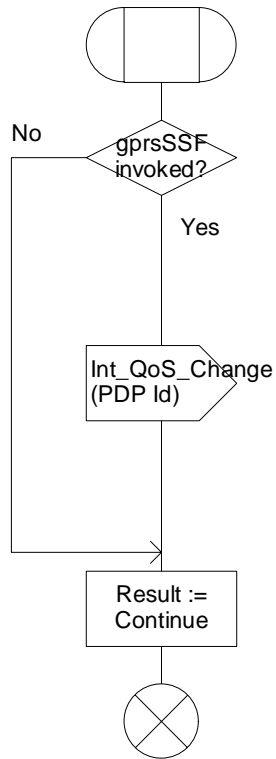 No
gprsSSF
invoked?
Yes
Int_QoS_Change
(PDP Id)
Result :=
Continue